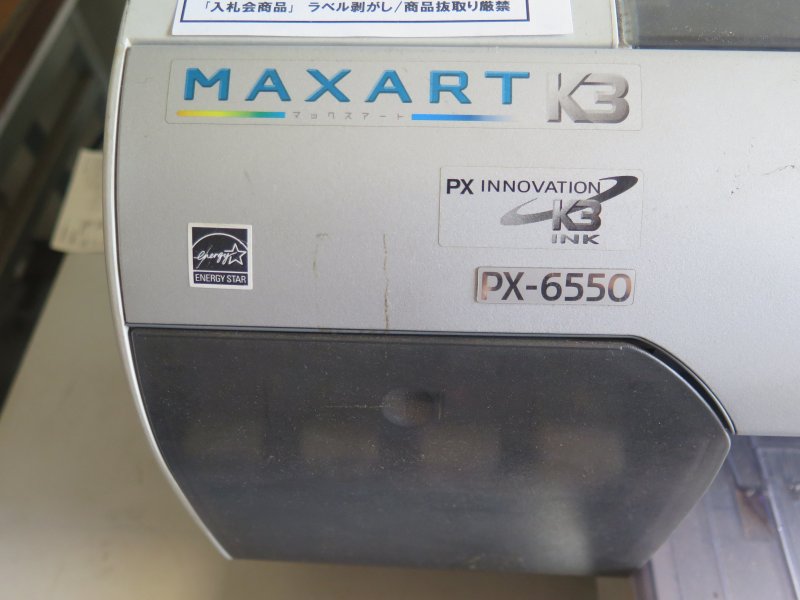 「入札会商品」 ラベル剥がし/商品抜取り厳禁
MAXART K3
マックスアート
PX INNOVATION
K3
INK
energy
ENERGY STAR
PX-6550